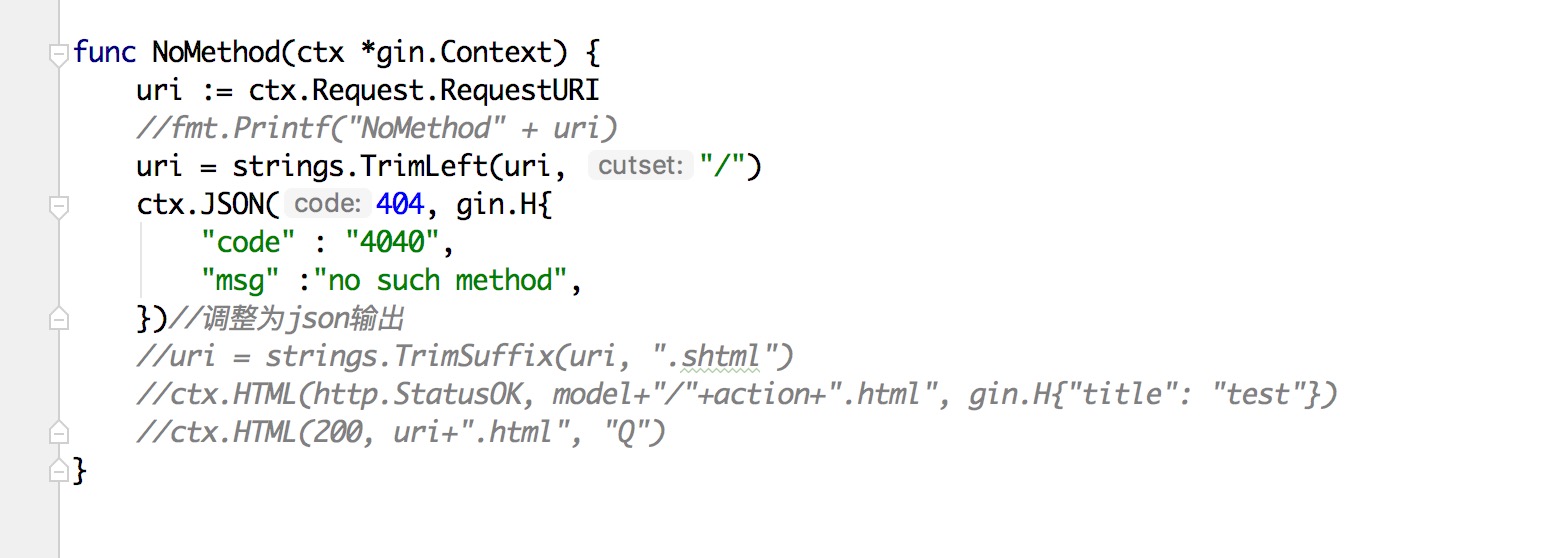 func NoMethod(ctx *gin.Context) {
    uri := ctx.Request.RequestURI
    //fmt.Printf("NoMethod" + uri)
    uri = strings.TrimLeft(uri, cutset: "/")
    ctx.JSON( code: 404, gin.H{
        "code" : "4040",
        "msg" :"no such method",
    })//调整为json输出
    //uri = strings.TrimSuffix(uri, ".shtml")
    //ctx.HTML(http.StatusOK, model+"/"+action+".html", gin.H{"title": "test"})
    //ctx.HTML(200, uri+".html", "Q")
}